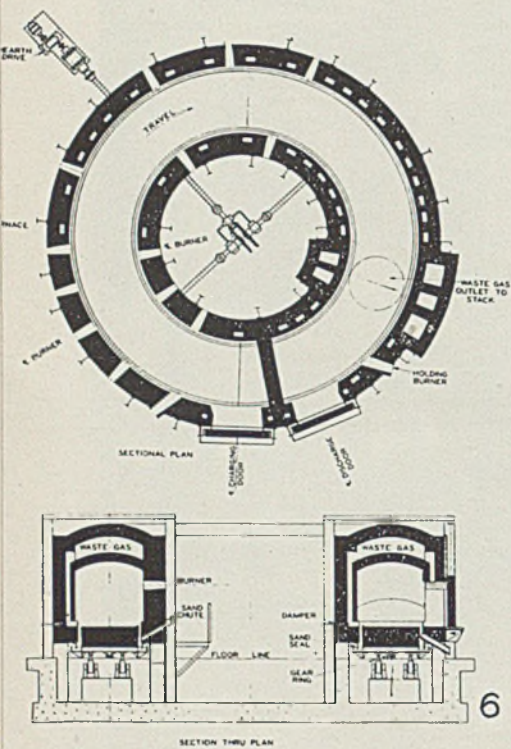 HEARTH
DRIVE
TRAVEL
℄ BURNER
WASTE GAS
OUTLET TO
STACK
℄ BURNER
HOLDING
BURNER
SECTIONAL PLAN
℄ CHARGING
DOOR
℄ DISCHARGE
DOOR
WASTE GAS
WASTE GAS
BURNER
SAND
CHUTE
DAMPER
SAND
SEAL
FLOOR LINE
GEAR
RING
6
SECTION THRU PLAN